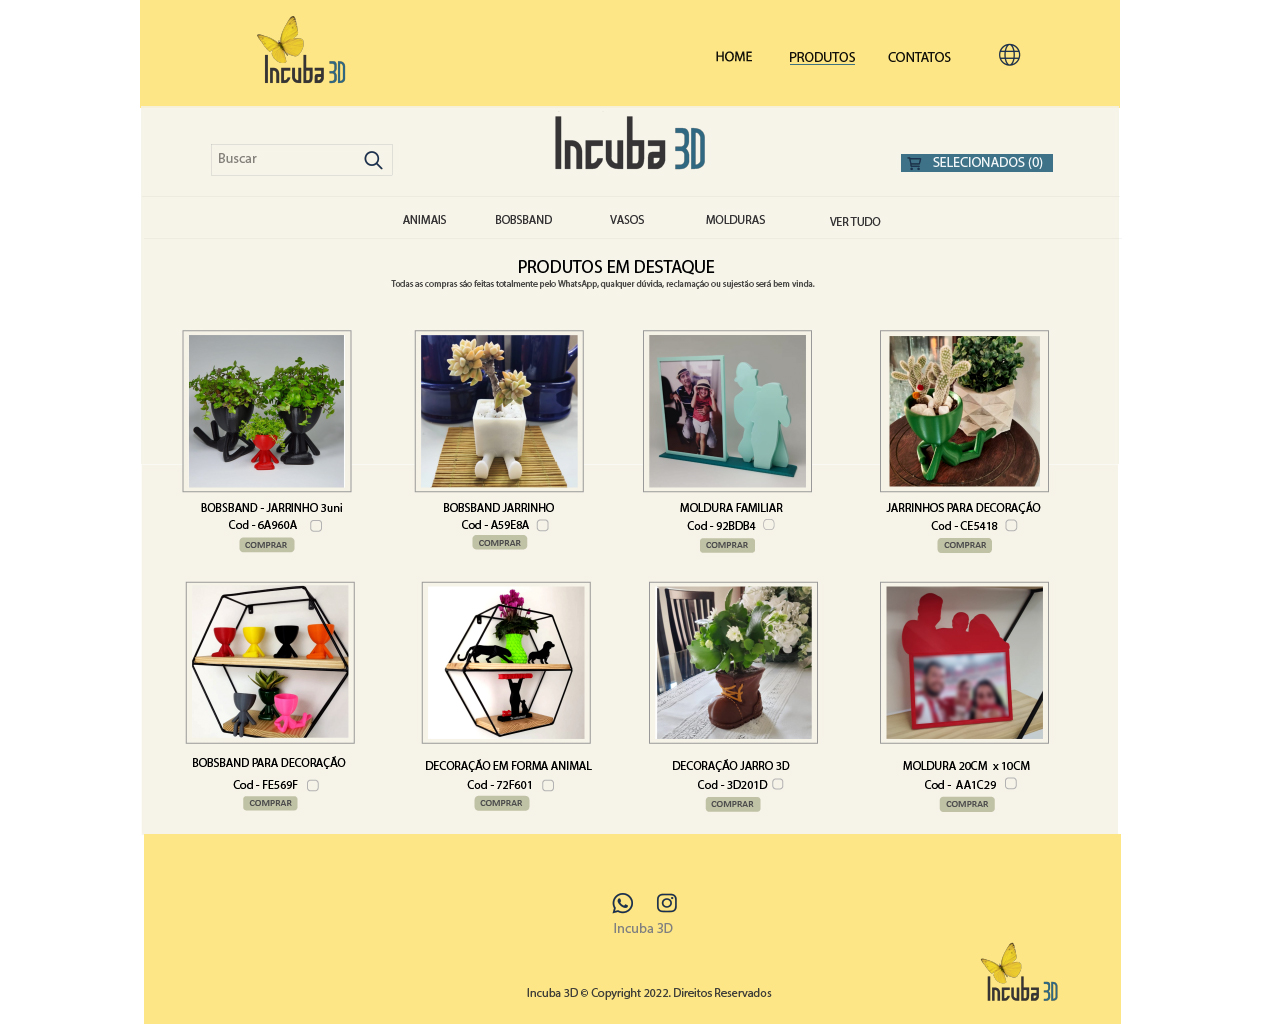 Incuba 3D
HOME PRODUTOS CONTATOS
Buscar
Incuba 3D
SELECIONADOS (0)
ANIMAIS BOBSBAND VASOS MOLDURAS VER TUDO
PRODUTOS EM DESTAQUE
Todas as compras são feitas totalmente pelo WhatsApp, qualquer dúvida, reclamação ou sujestão será bem vinda.
BOBSBAND - JARRINHO 3uni
Cod - 6A960A
COMPRAR
BOBSBAND JARRINHO
Cod - A59E8A
COMPRAR
MOLDURA FAMILIAR
Cod - 92BDB4
COMPRAR
JARRINHOS PARA DECORAÇÃO
Cod - CE5418
COMPRAR
BOBSBAND PARA DECORAÇÃO
Cod - FE569F
COMPRAR
DECORAÇÃO EM FORMA ANIMAL
Cod - 72F601
COMPRAR
DECORAÇÃO JARRO 3D
Cod - 3D201D
COMPRAR
MOLDURA 20CM x 10CM
Cod - AA1C29
COMPRAR
Incuba 3D
Incuba 3D © Copyright 2022. Direitos Reservados
Incuba 3D